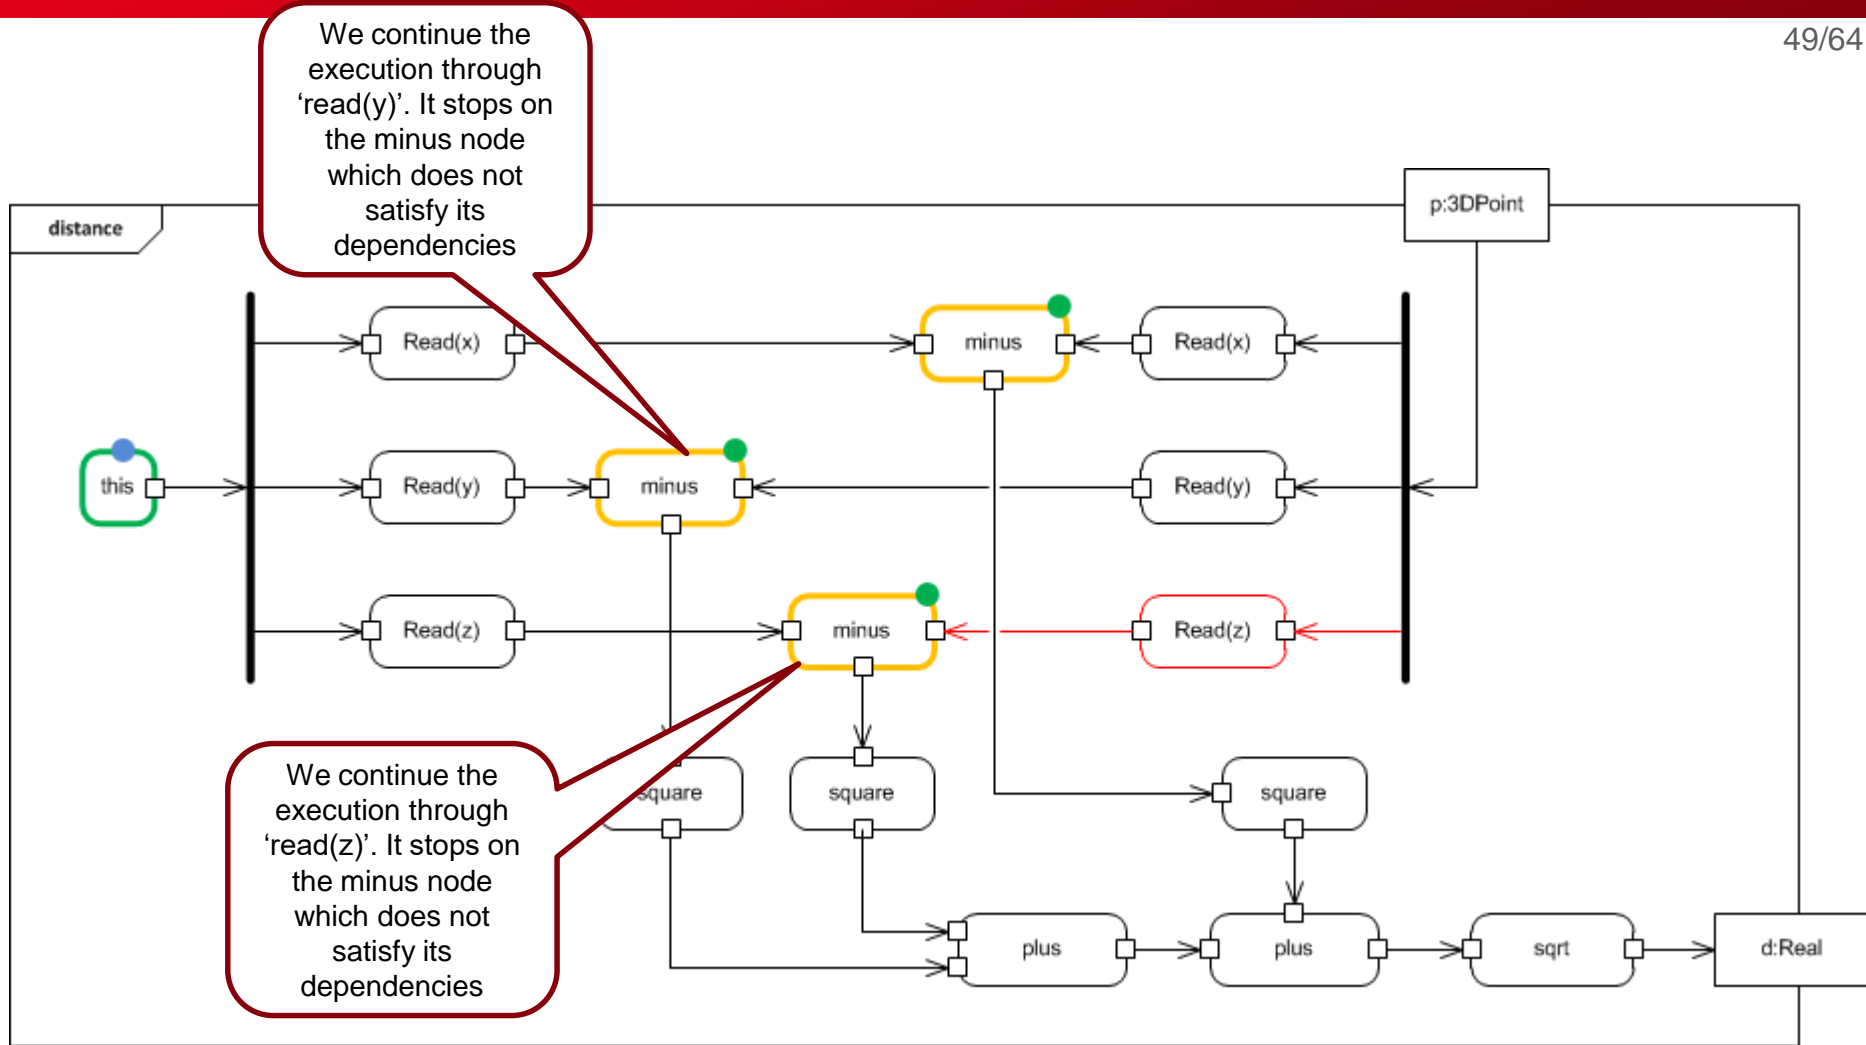 We continue the
execution through
‘read(y)’. It stops on
the minus node
which does not
satisfy its
dependencies
49/64
distance
p:3DPoint
Read(x)
minus
Read(x)
this
Read(y)
minus
Read(y)
Read(z)
minus
Read(z)
We continue the
execution through
‘read(z)’. It stops on
the minus node
which does not
satisfy its
dependencies
square
square
square
plus
plus
sqrt
d:Real